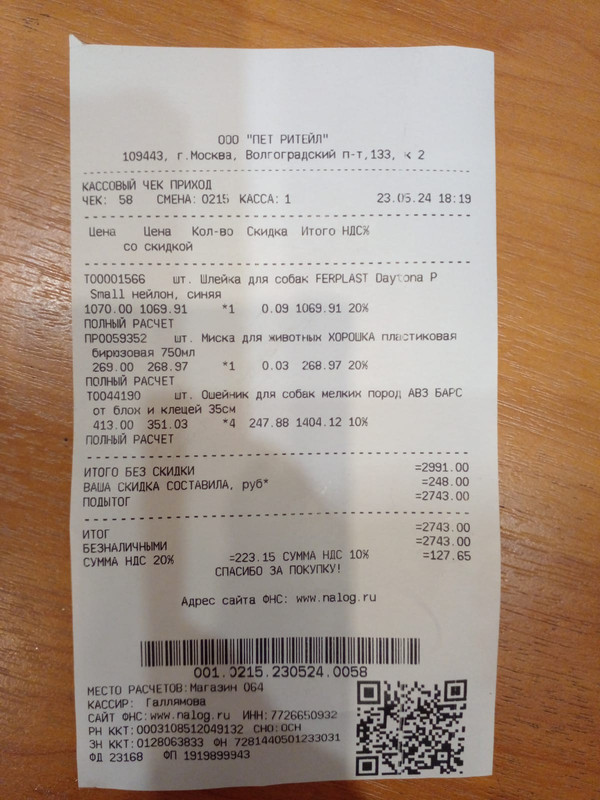 ООО "ПЕТ РИТЕЙЛ"
109443, г.Москва, Волгоградский п-т,133, к 2
КАССОВЫЙ ЧЕК ПРИХОД
ЧЕК: 58 СМЕНА: 0215 КАССА: 1 23.05.24 18:19
Цена Цена Кол-во Скидка Итого НДС%
со скидкой
Т00001566 шт. Шлейка для собак FERPLAST Daytona P
Small нейлон, синяя
1070.00 1069.91 *1 0.09 1069.91 20%
ПОЛНЫЙ РАСЧЕТ
ПР0059352 шт. Миска для животных ХОРОШКА пластиковая
бирюзовая 750мл
269.00 268.97 *1 0.03 268.97 20%
ПОЛНЫЙ РАСЧЕТ
Т0044190 шт. Ошейник для собак мелких пород АВЗ БАРС
от блох и клещей 35см
413.00 351.03 *4 247.88 1404.12 10%
ПОЛНЫЙ РАСЧЕТ
ИТОГО БЕЗ СКИДКИ =2991.00
ВАША СКИДКА СОСТАВИЛА, руб* =248.00
ПОДЫТОГ =2743.00
ИТОГ =2743.00
БЕЗНАЛИЧНЫМИ =2743.00
СУММА НДС 20% =223.15 СУММА НДС 10% =127.65
СПАСИБО ЗА ПОКУПКУ!
Адрес сайта ФНС: www.nalog.ru
001.0215.230524.0058
МЕСТО РАСЧЕТОВ:Магазин 064
КАССИР: Галлямова
САЙТ ФНС:www.nalog.ru ИНН:7726650932
РН ККТ:0003108512049132 СНО:ОСН
ЗН ККТ:0128063833 ФН 7281440501233031
ФД 23168 ФП 1919899943